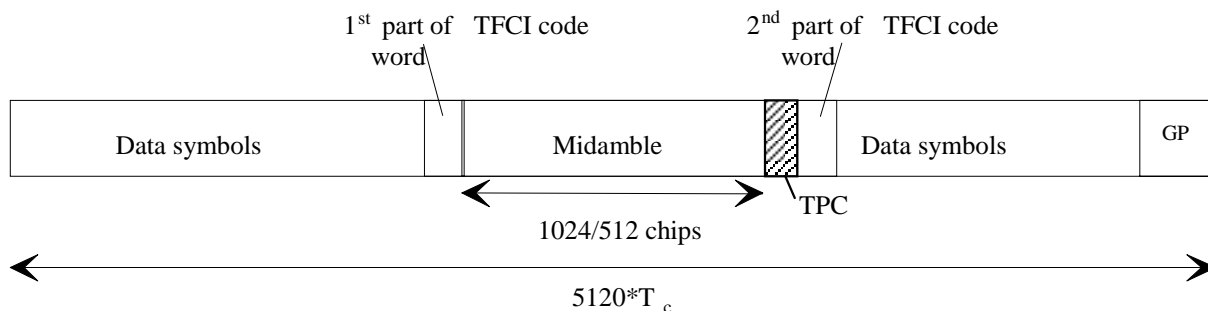 1st part of TFCI code
word
2nd part of TFCI code
word
Data symbols
Midamble
Data symbols
GP
TPC
1024/512 chips
5120*T c